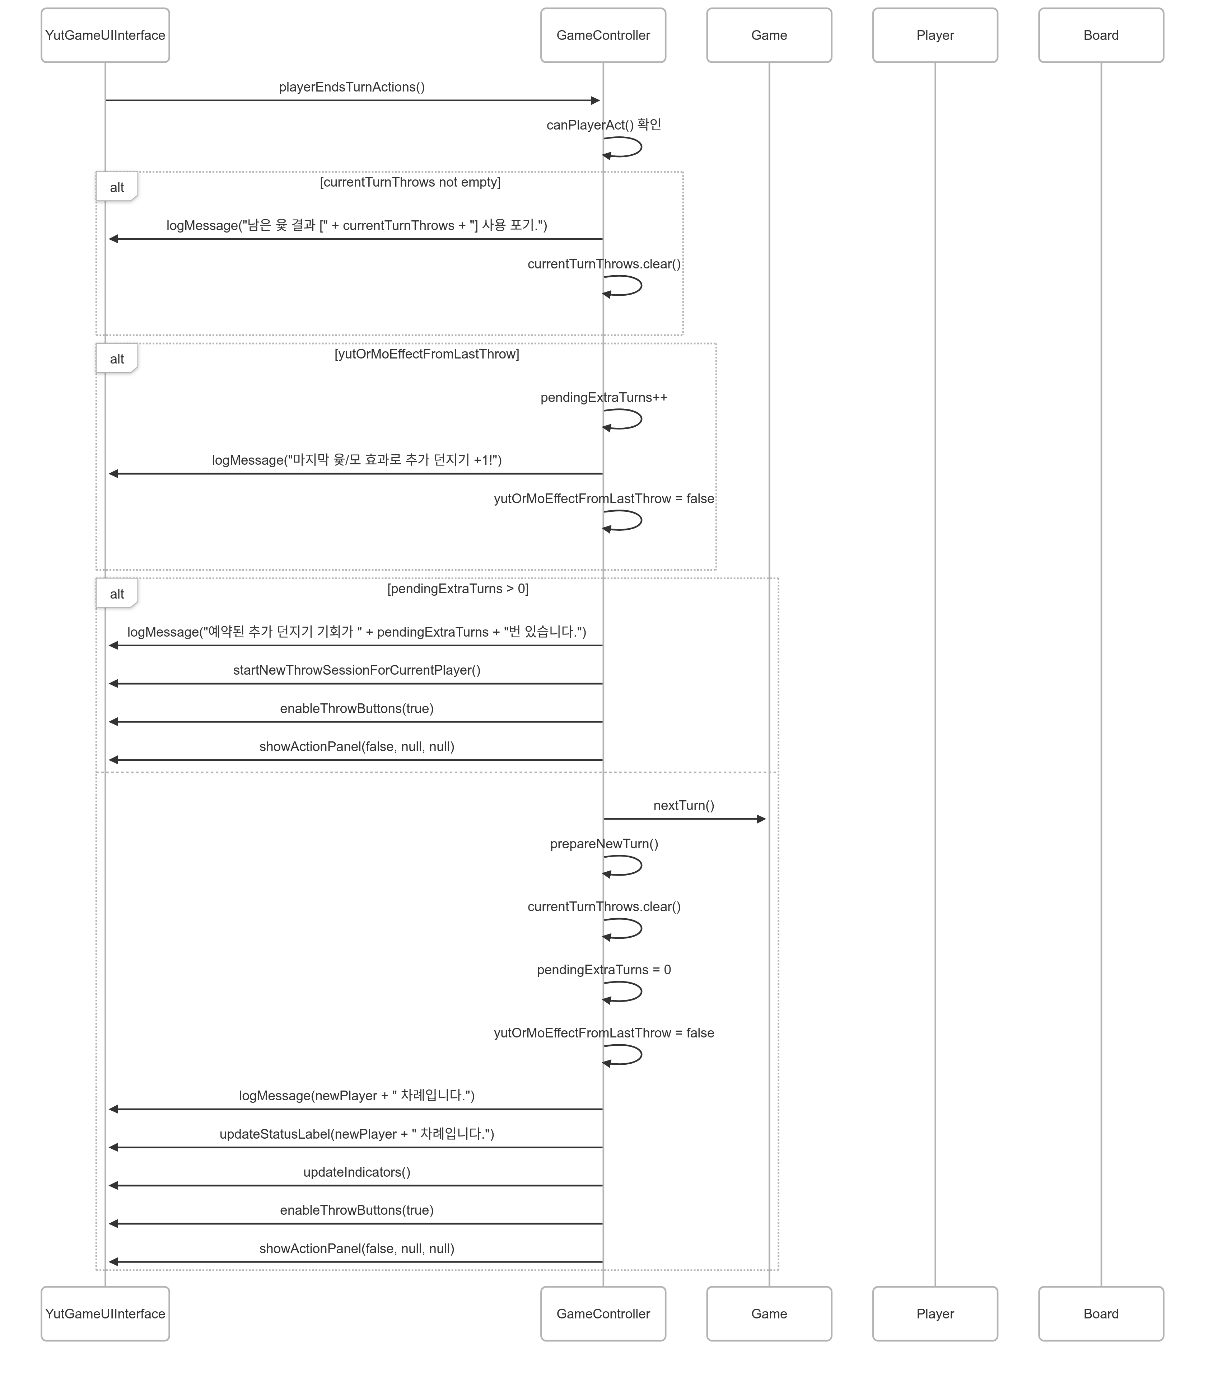 YutGameUIInterface
GameController
Game
Player
Board
playerEndsTurnActions()
canPlayerAct() 확인
alt
[currentTurnThrows not empty]
logMessage("남은 윷 결과 [" + currentTurnThrows + "] 사용 포기.")
currentTurnThrows.clear()
alt
[yutOrMoEffectFromLastThrow]
pendingExtraTurns++
logMessage("마지막 윷/모 효과로 추가 던지기 +1!")
yutOrMoEffectFromLastThrow = false
alt
[pendingExtraTurns > 0]
logMessage("예약된 추가 던지기 기회가 " + pendingExtraTurns + "번 있습니다.")
startNewThrowSessionForCurrentPlayer()
enableThrowButtons(true)
showActionPanel(false, null, null)
nextTurn()
prepareNewTurn()
currentTurnThrows.clear()
pendingExtraTurns = 0
yutOrMoEffectFromLastThrow = false
logMessage(newPlayer + " 차례입니다.")
updateStatusLabel(newPlayer + " 차례입니다.")
updateIndicators()
enableThrowButtons(true)
showActionPanel(false, null, null)
YutGameUIInterface
GameController
Game
Player
Board